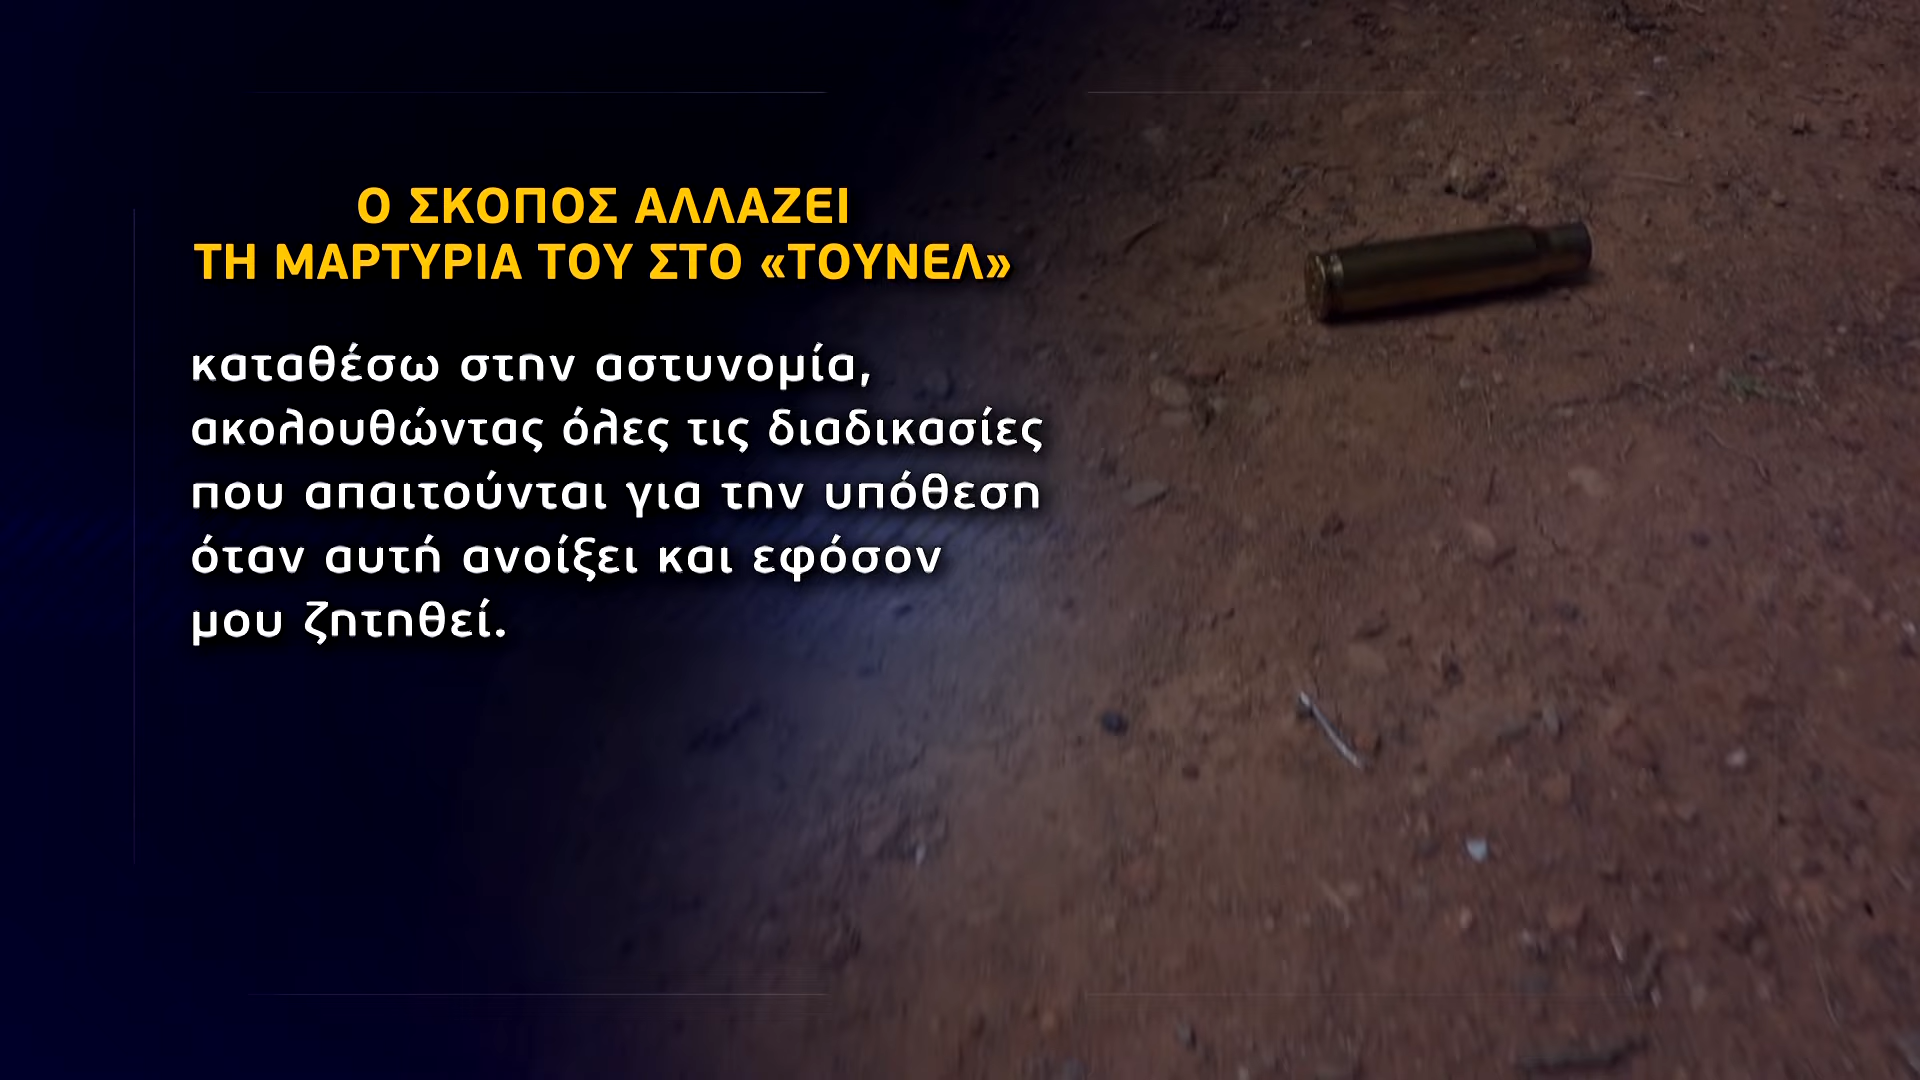 Ο ΣΚΟΠΟΣ ΑΛΛΑΖΕΙ
ΤΗ ΜΑΡΤΥΡΙΑ ΤΟΥ ΣΤΟ «ΤΟΥΝΕΛ»
καταθέσω στην αστυνομία,
ακολουθώντας όλες τις διαδικασίες
που απαιτούνται για την υπόθεση
όταν αυτή ανοίξει και εφόσον
μου ζητηθεί.